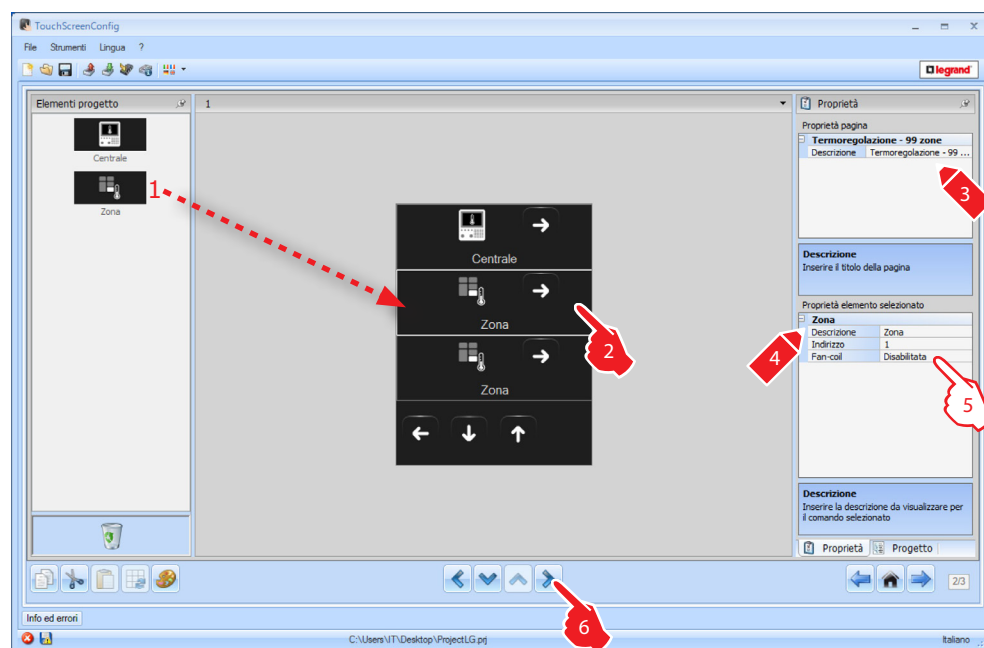 TouchScreenConfig
File Strumenti Lingua ?
legrand
Elementi progetto
1
Proprietà
Centrale
Zona
1
Centrale
Zona
2
Zona
Proprietà pagina
Termoregolazione - 99 zone
Descrizione Termoregolazione - 99 ...
3
Descrizione
Inserire il titolo della pagina
Proprietà elemento selezionato
Zona
Descrizione Zona
Indirizzo 1
Fan-coil Disabilitata
4
5
Descrizione
Inserire la descrizione da visualizzare per
il comando selezionato
Proprietà Progetto
2/3
6
Info ed errori
C:\Users\IT\Desktop\ProjectLG.prj
Italiano